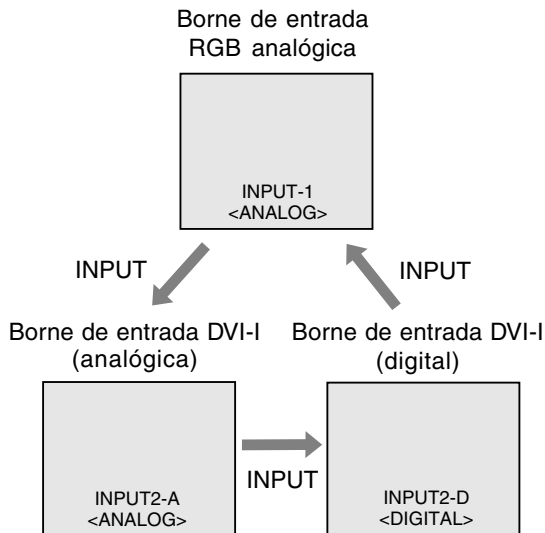 Borne de entrada
RGB analógica
INPUT-1
<ANALOG>
INPUT
INPUT
Borne de entrada DVI-I
(analógica)
Borne de entrada DVI-I
(digital)
INPUT
INPUT2-A
<ANALOG>
INPUT2-D
<DIGITAL>